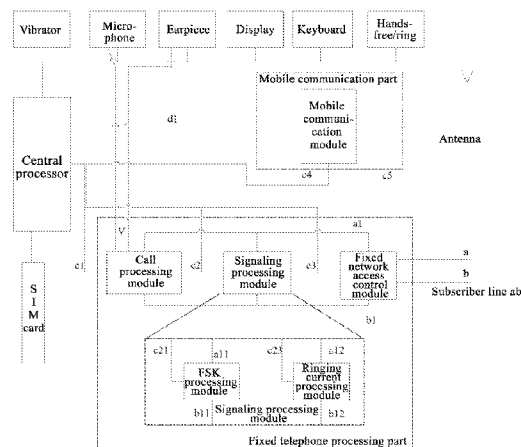 Vibrator
Micro-
phone
Earpiece
Display
Keyboard
Hands-
free/ring
Mobile communication part
Mobile
communi-
cation
module
d1
Antenna
Central
processor
c4
c5
a1
Call
processing
module
Signaling
processing
module
Fixed
network
access
control
module
a
b
Subscriber line ab
c1
c2
c3
S
I
M
card
b1
c21
a11
c23
a12
FSK
processing
module
Ringing
current
processing
module
b11
Signaling processing
module
b12
Fixed telephone processing part